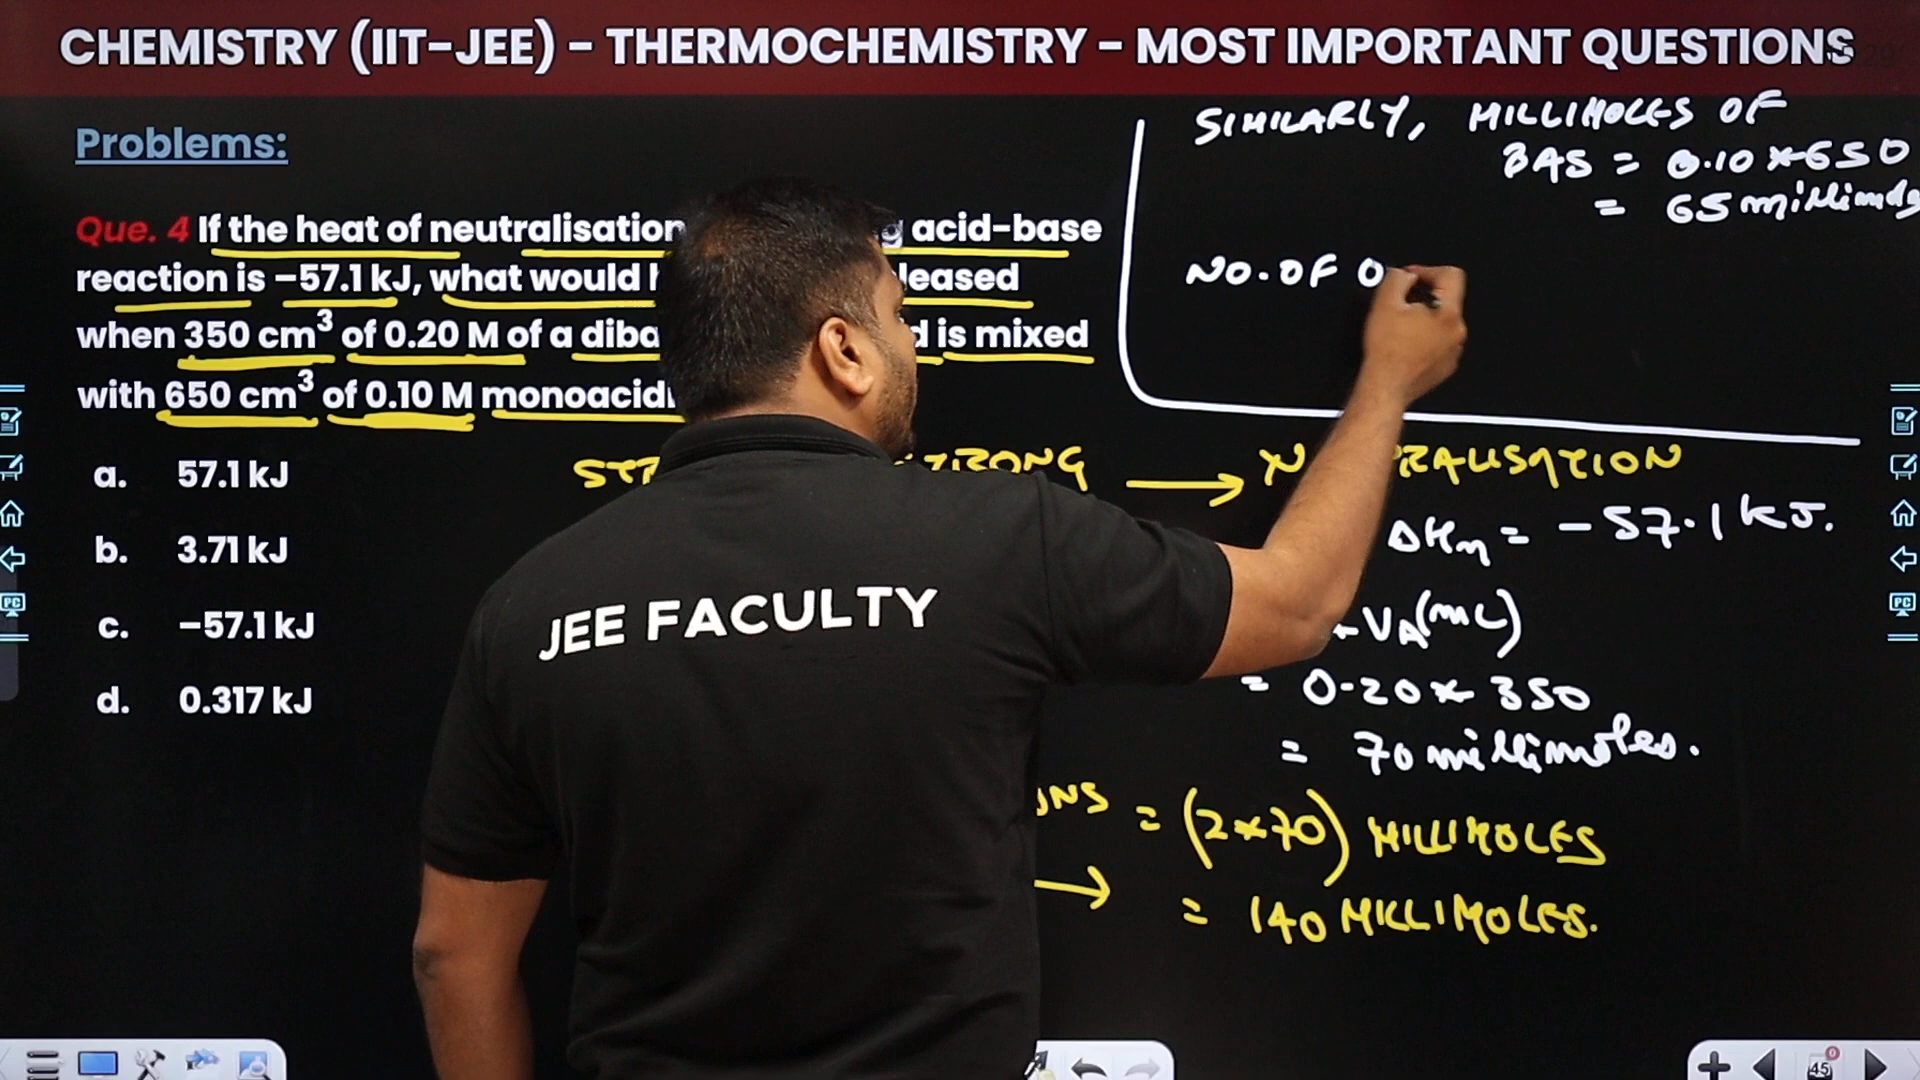 CHEMISTRY (IIT-JEE) - THERMOCHEMISTRY - MOST IMPORTANT QUESTIONS
Problems:
Que. 4 If the heat of neutralisation acid-base
reaction is –57.1 kJ, what would
when 350 cm³ of 0.20 M of a is mixed
with 650 cm³ of 0.10 M
a. 57.1 kJ
b. 3.71 kJ
c. –57.1 kJ
d. 0.317 kJ
SIMILARLY, MILLIMOLES OF
BAS = 0.10 × 650
= 65 millimoles
NO. OF O
→
ΔHn = -57.1 kJ.
VA(mL)
= 0.20 × 350
= 70 millimoles.
= (2×70) MILLIMOLES
→ = 140 MILLIMOLES.
JEE FACULTY
PC
PC
45